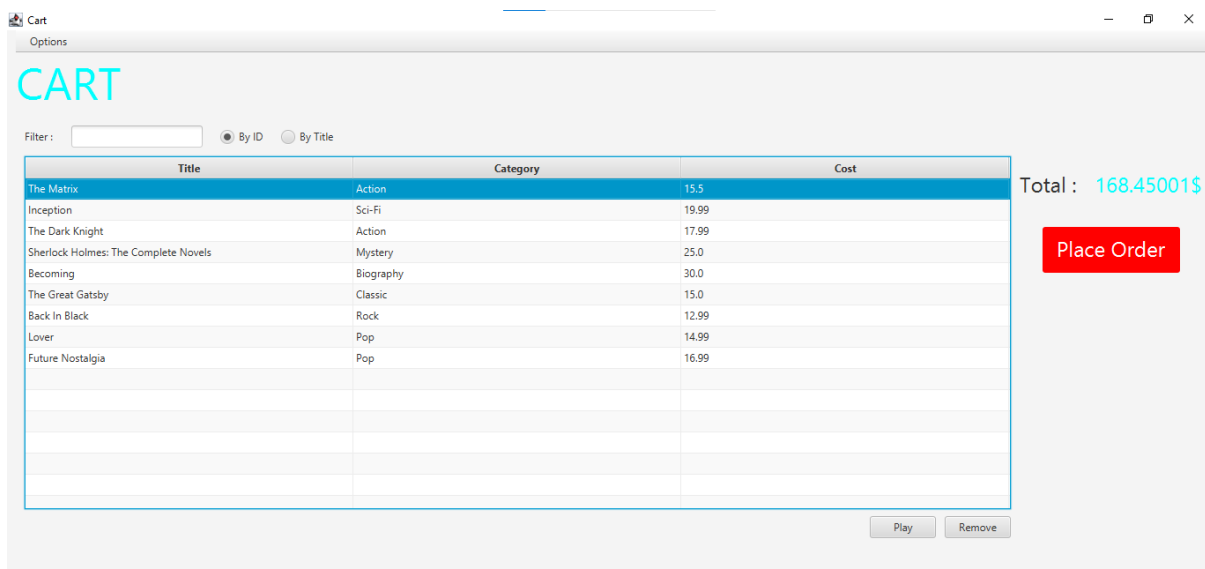 Cart
Options
CART
Filter : By ID By Title
Title Category Cost
The Matrix Action 15.5
Inception Sci-Fi 19.99
The Dark Knight Action 17.99
Sherlock Holmes: The Complete Novels Mystery 25.0
Becoming Biography 30.0
The Great Gatsby Classic 15.0
Back In Black Rock 12.99
Lover Pop 14.99
Future Nostalgia Pop 16.99
Total : 168.45001$
Place Order
Play Remove